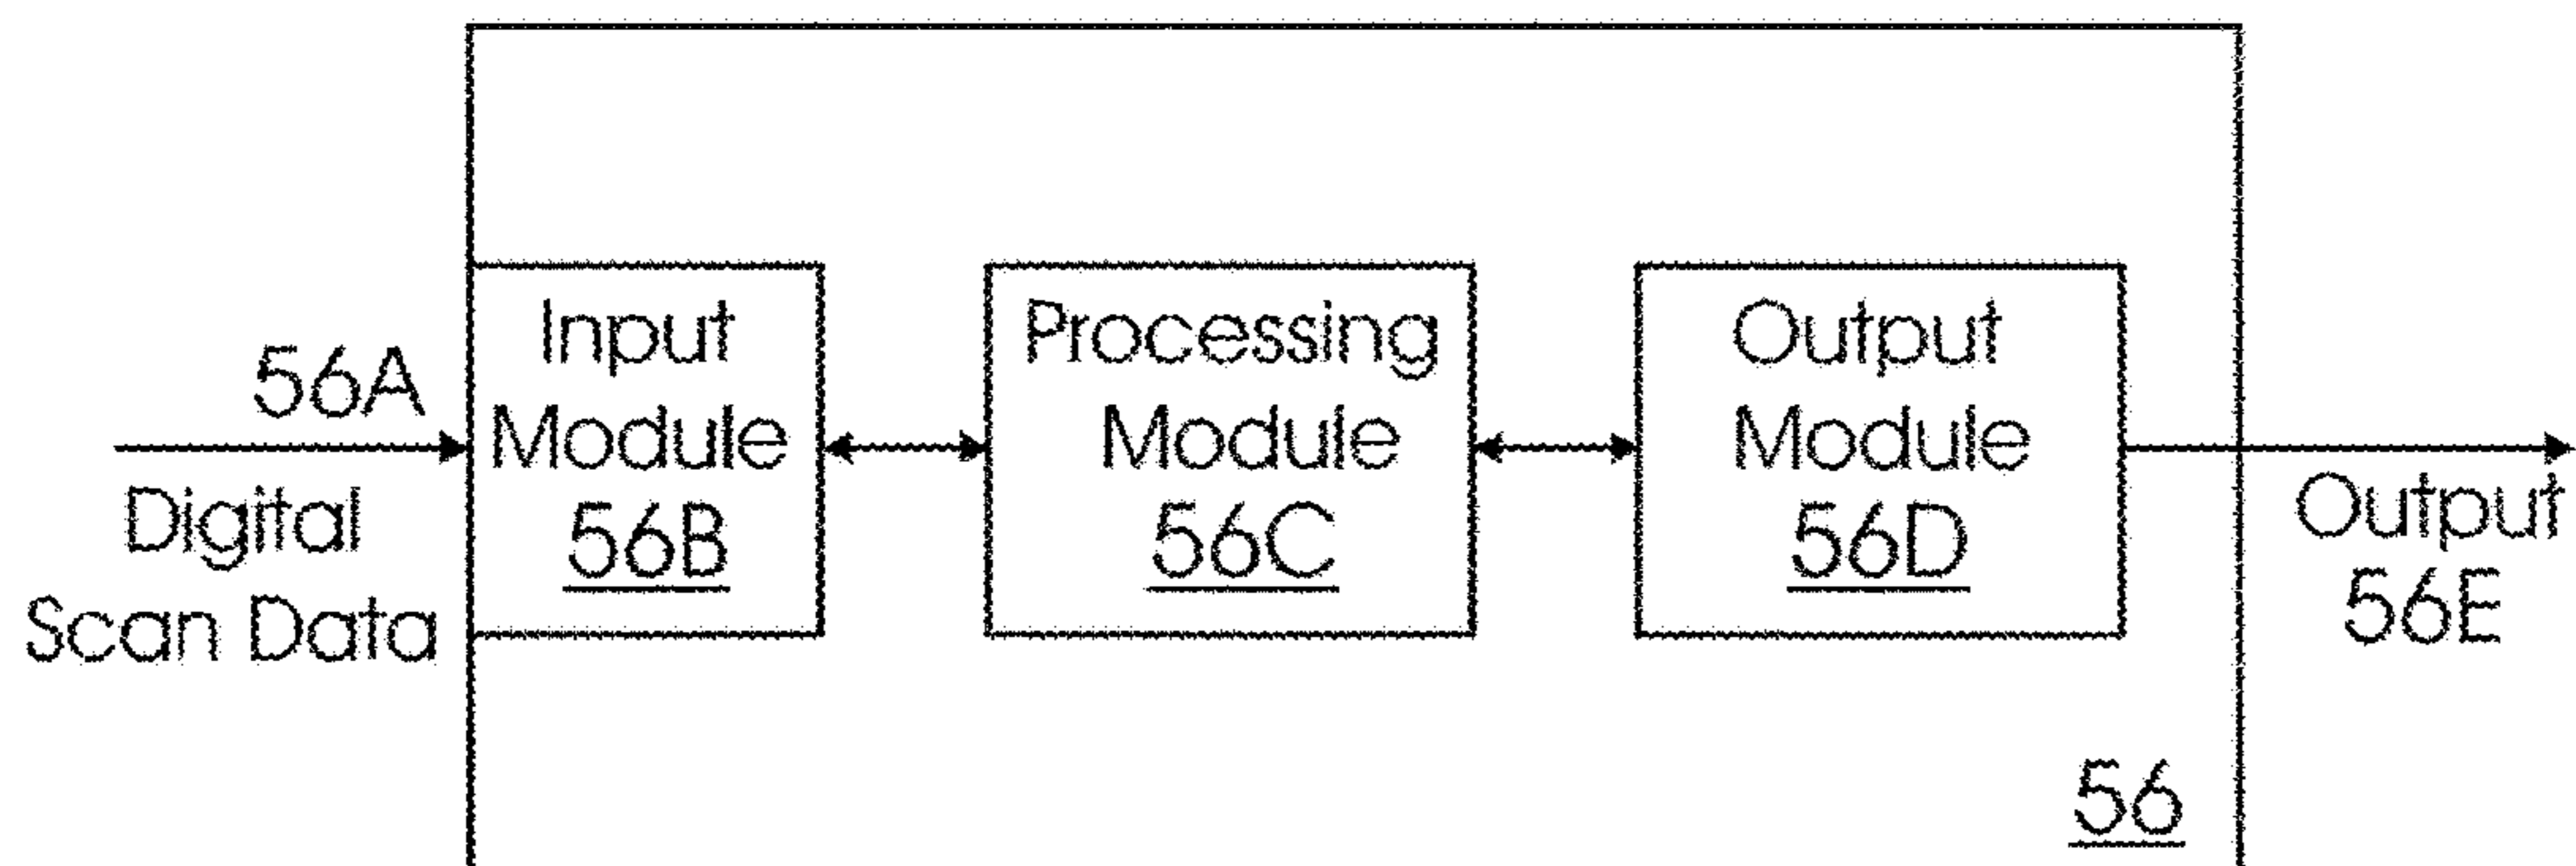 56A
Digital
Scan Data
Input
Module
56B
Processing
Module
56C
Output
Module
56D
Output
56E
56